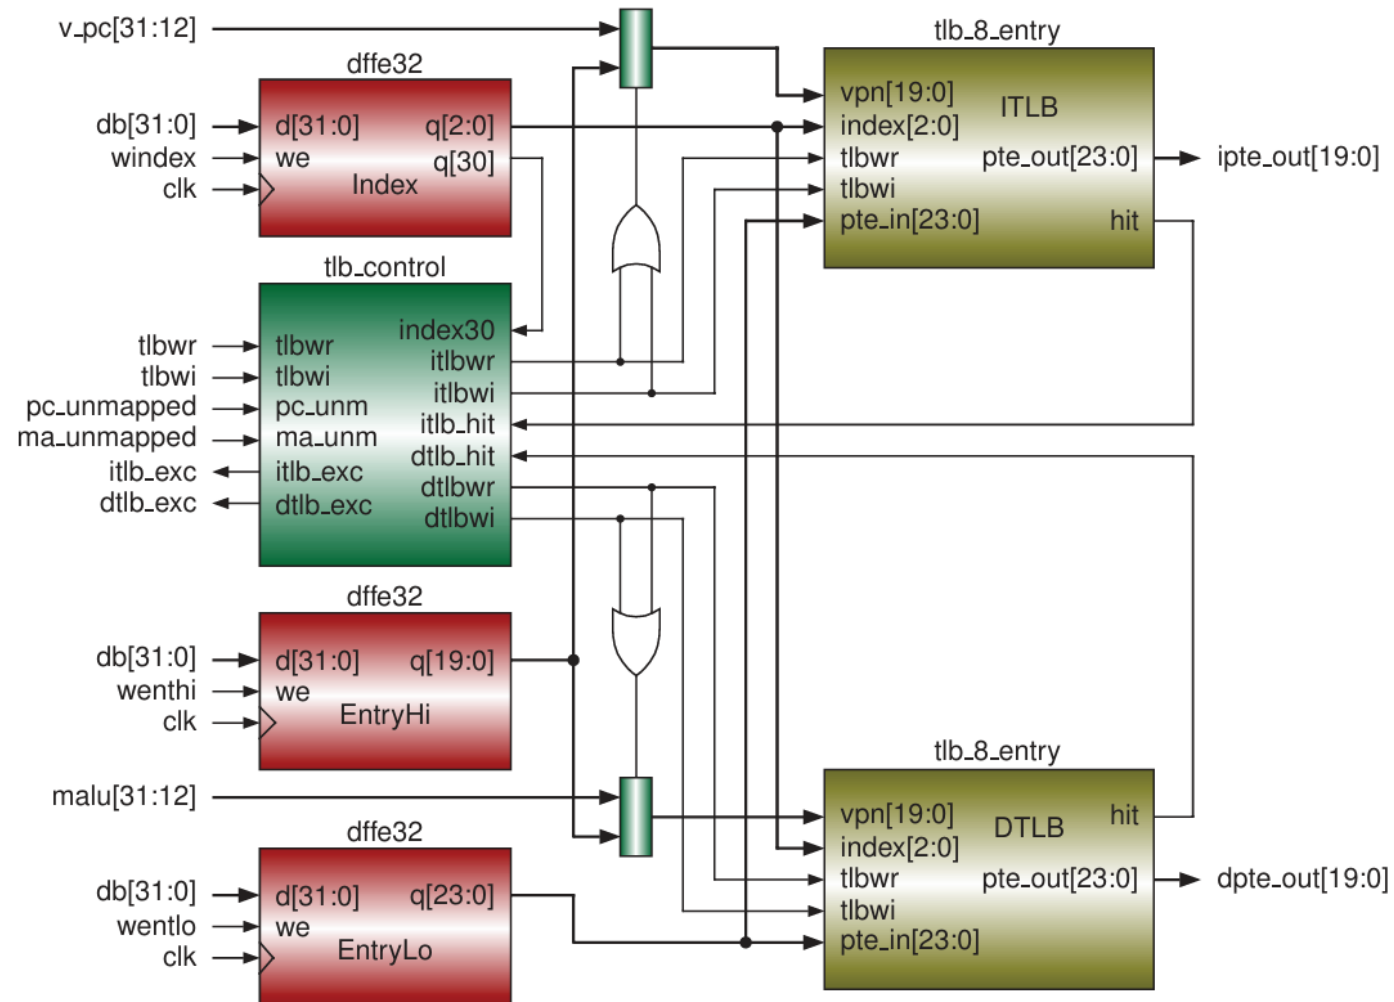 v_pc[31:12]
dffe32
db[31:0]
windex
clk
d[31:0]
we
q[2:0]
q[30]
Index
tlb_control
tlbwr
tlbwi
pc_unmapped
ma_unmapped
itlb_exc
dtlb_exc
tlbwr
tlbwi
pc_unm
ma_unm
itlb_exc
dtlb_exc
index30
itlbwr
itlbwi
itlb_hit
dtlb_hit
dtlbwr
dtlbwi
dffe32
db[31:0]
wenthi
clk
d[31:0]
we
q[19:0]
EntryHi
malu[31:12]
dffe32
db[31:0]
wentlo
clk
d[31:0]
we
q[23:0]
EntryLo
tlb_8_entry
vpn[19:0]
index[2:0]
tlbwr
tlbwi
pte_in[23:0]
ITLB
pte_out[23:0]
hit
ipte_out[19:0]
tlb_8_entry
vpn[19:0]
index[2:0]
tlbwr
tlbwi
pte_in[23:0]
DTLB
hit
pte_out[23:0]
dpte_out[19:0]